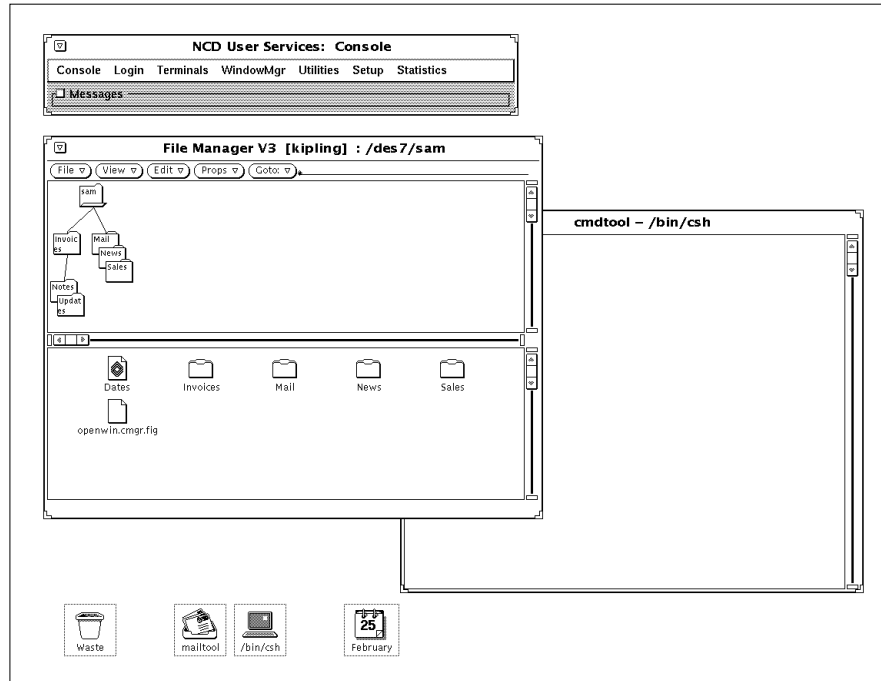 NCD User Services: Console
Console Login Terminals WindowMgr Utilities Setup Statistics
Messages
File Manager V3 [kipling] : /des7/sam
File View Edit Props Goto:
sam
Invoic
es
Mail
News
Sales
Notes
Updat
es
cmdtool – /bin/csh
Dates Invoices Mail News Sales
openwin.cmgr.fig
25
Waste mailtool /bin/csh February